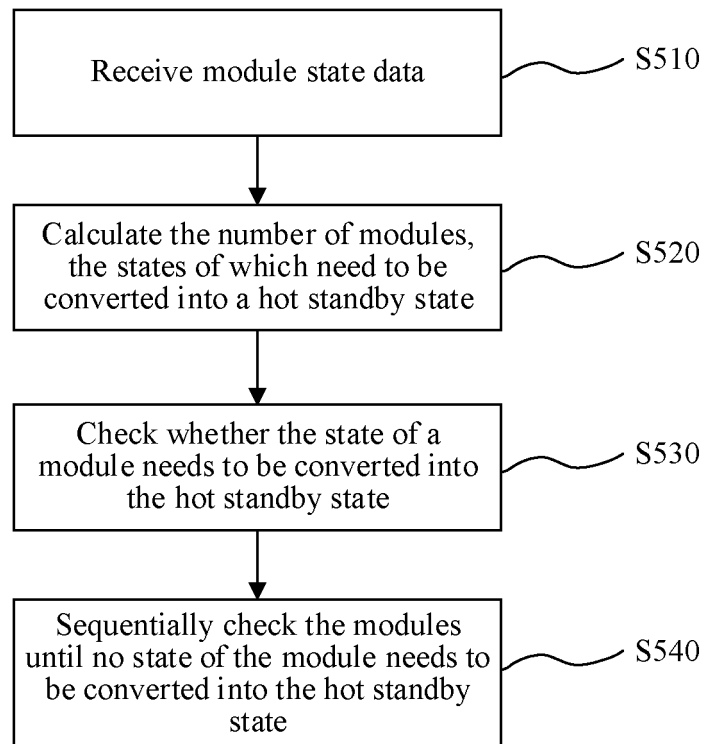 Receive module state data
S510
Calculate the number of modules,
the states of which need to be
converted into a hot standby state
S520
Check whether the state of a
module needs to be converted into
the hot standby state
S530
Sequentially check the modules
until no state of the module needs to
be converted into the hot standby
state
S540